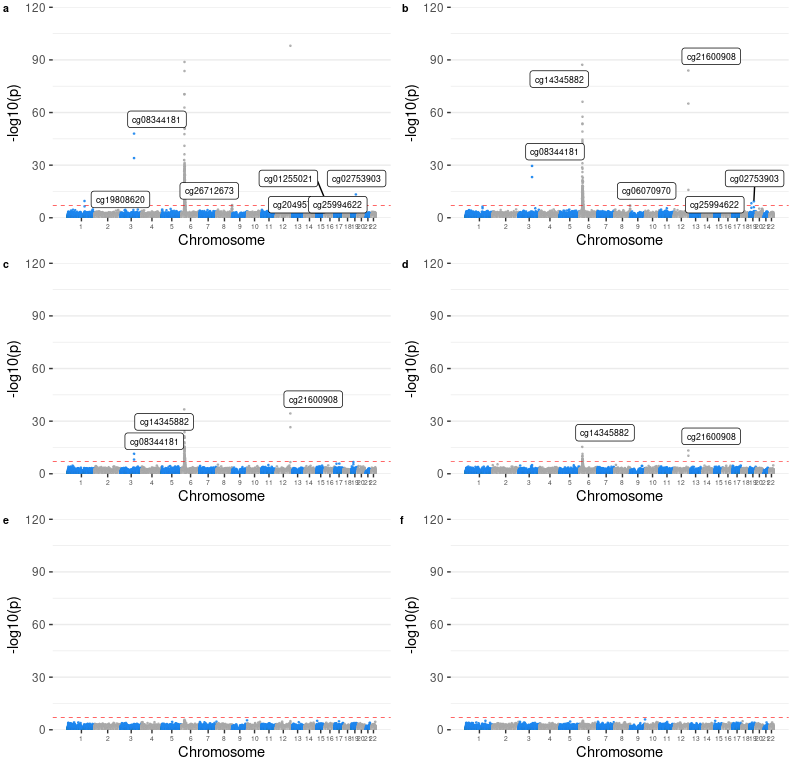 a
120
90
60
30
0
-log10(p)
cg08344181
cg19808620
cg26712673
cg01255021
cg02753903
cg20495
cg25994622
1 2 3 4 5 6 7 8 9 10 11 12 13 14 15 16 17 18 19 20 21 22
Chromosome
b
120
90
60
30
0
-log10(p)
cg21600908
cg14345882
cg08344181
cg06070970
cg02753903
cg25994622
1 2 3 4 5 6 7 8 9 10 11 12 13 14 15 16 17 18 19 20 21 22
Chromosome
c
120
90
60
30
0
-log10(p)
cg21600908
cg14345882
cg08344181
1 2 3 4 5 6 7 8 9 10 11 12 13 14 15 16 17 18 19 20 21 22
Chromosome
d
120
90
60
30
0
-log10(p)
cg14345882
cg21600908
1 2 3 4 5 6 7 8 9 10 11 12 13 14 15 16 17 18 19 20 21 22
Chromosome
e
120
90
60
30
0
-log10(p)
1 2 3 4 5 6 7 8 9 10 11 12 13 14 15 16 17 18 19 20 21 22
Chromosome
f
120
90
60
30
0
-log10(p)
1 2 3 4 5 6 7 8 9 10 11 12 13 14 15 16 17 18 19 20 21 22
Chromosome